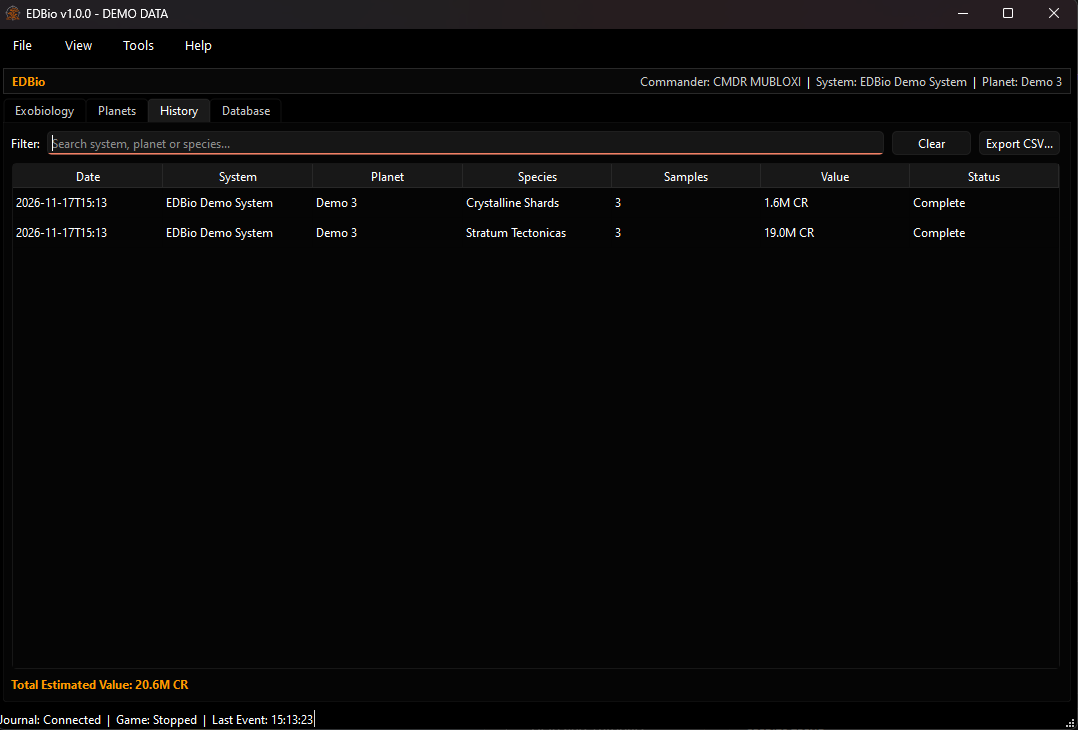 EDBio v1.0.0 - DEMO DATA
File View Tools Help
EDBio Commander: CMDR MUBLOXI | System: EDBio Demo System | Planet: Demo 3
Exobiology Planets History Database
Filter: Search system, planet or species... Clear Export CSV...
Date System Planet Species Samples Value Status
2026-11-17T15:13 EDBio Demo System Demo 3 Crystalline Shards 3 1.6M CR Complete
2026-11-17T15:13 EDBio Demo System Demo 3 Stratum Tectonicas 3 19.0M CR Complete
Total Estimated Value: 20.6M CR
Journal: Connected | Game: Stopped | Last Event: 15:13:23